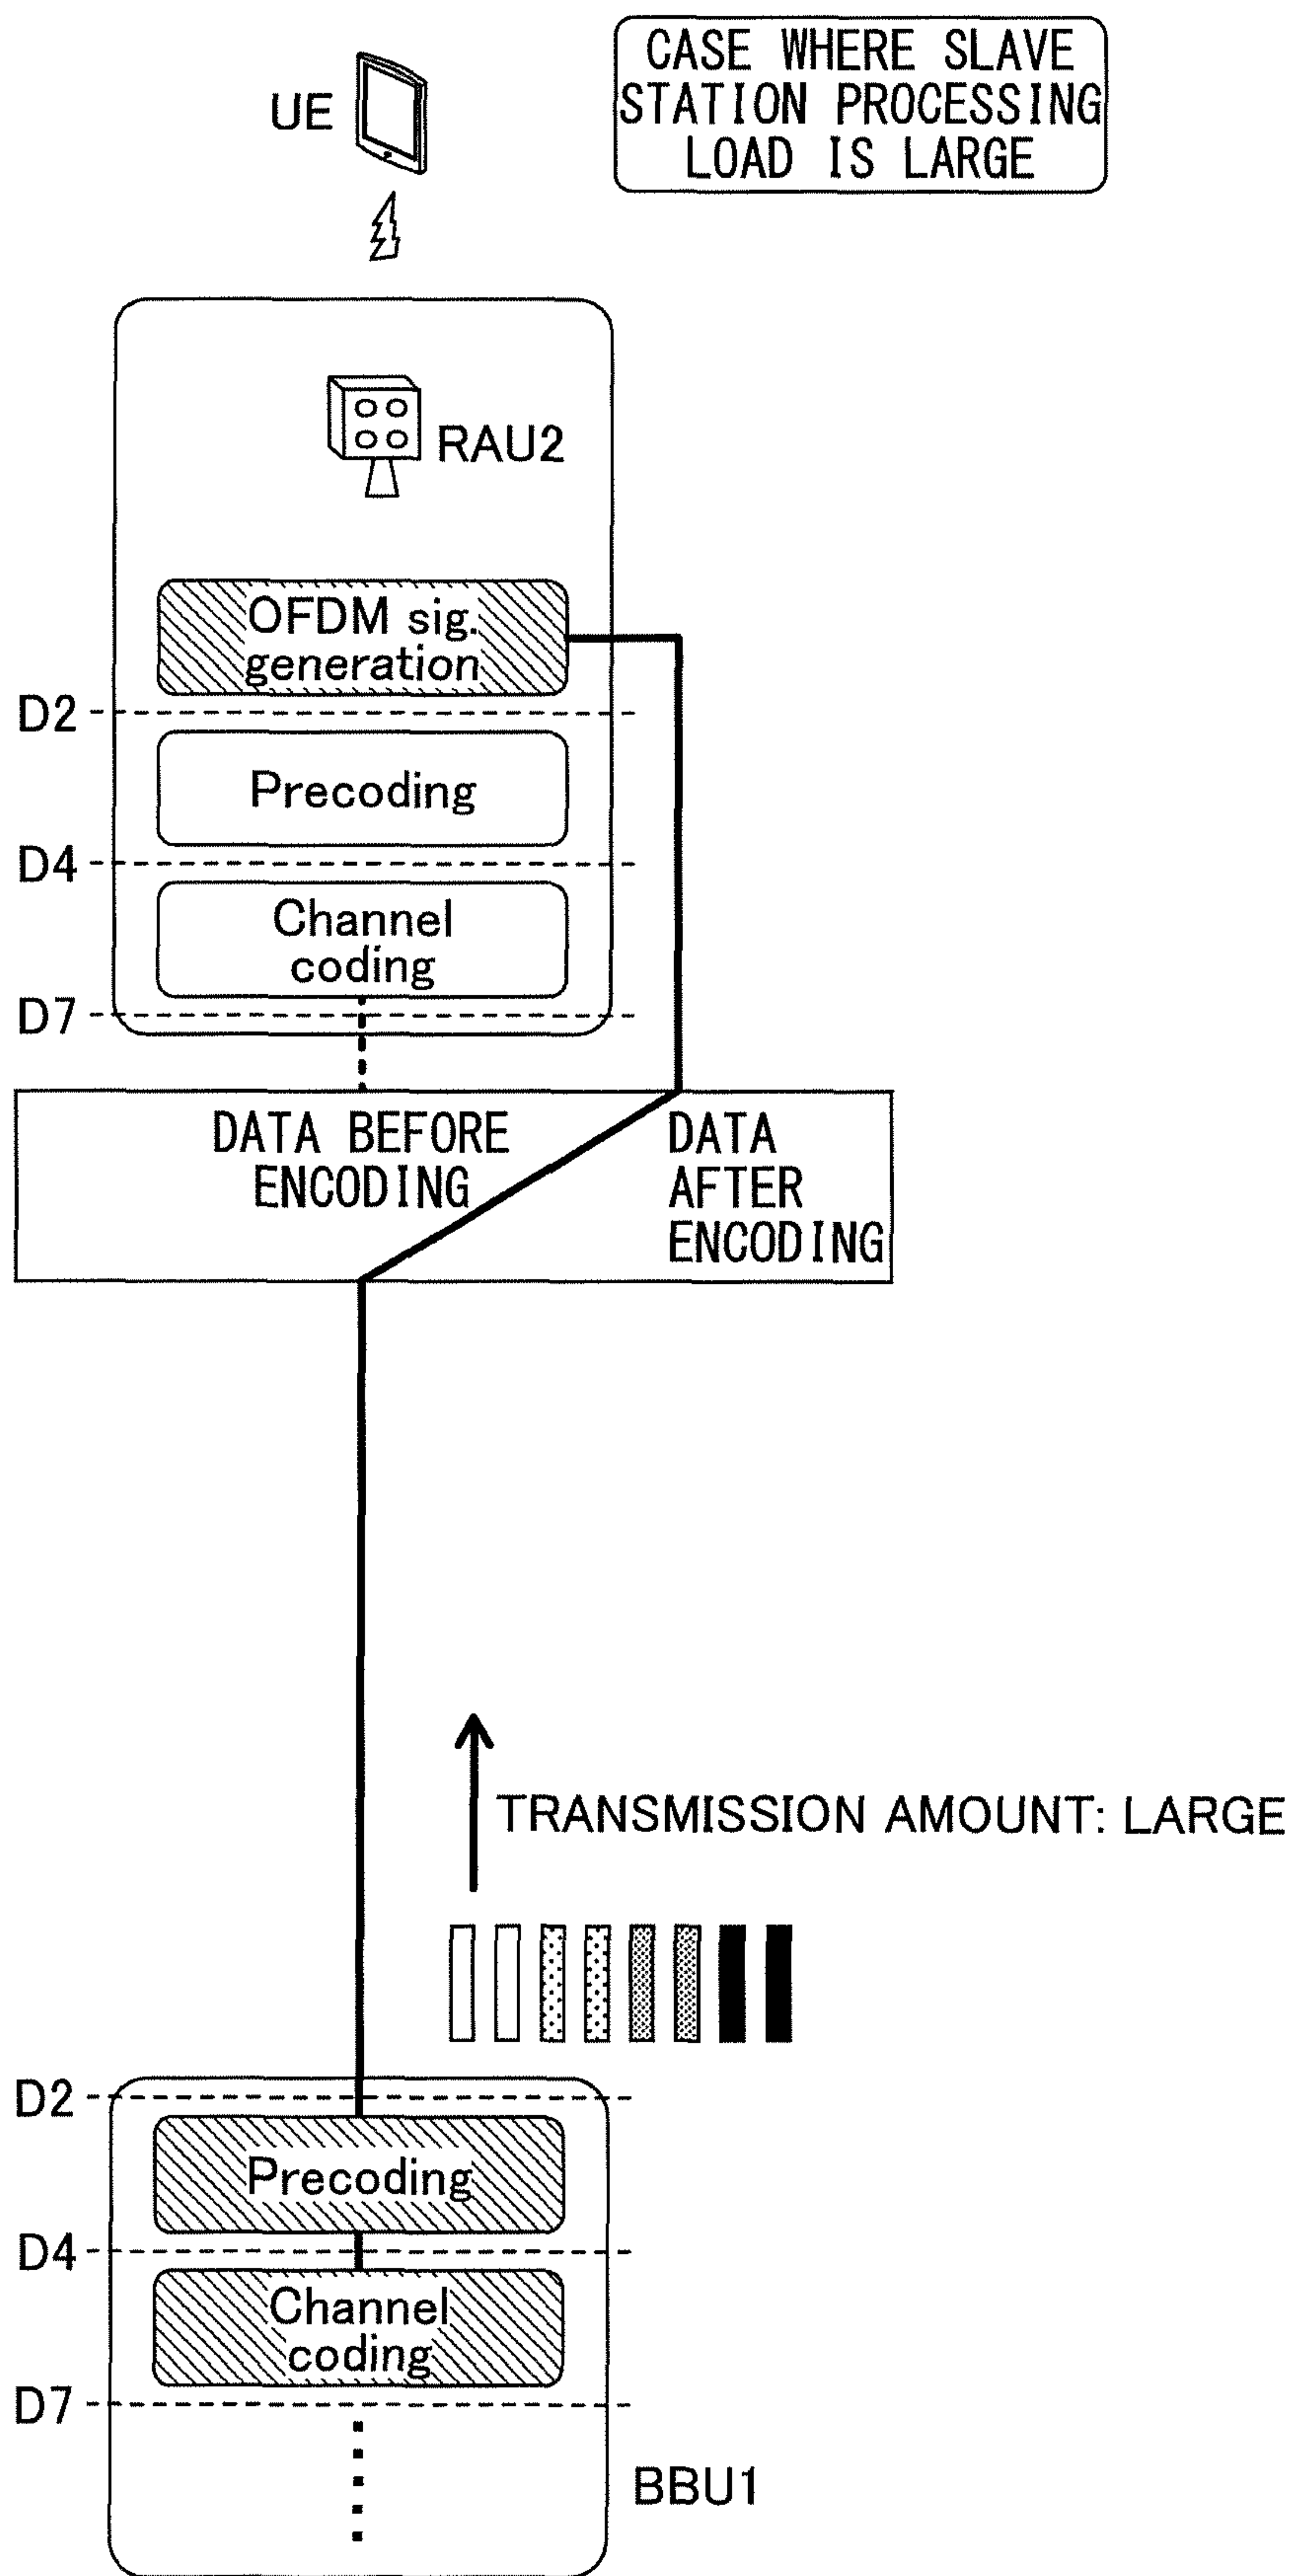 CASE WHERE SLAVE
STATION PROCESSING
LOAD IS LARGE
UE
RAU2
OFDM sig.
generation
D2
Precoding
D4
Channel
coding
D7
DATA BEFORE
ENCODING
DATA
AFTER
ENCODING
TRANSMISSION AMOUNT: LARGE
D2
Precoding
D4
Channel
coding
D7
BBU1